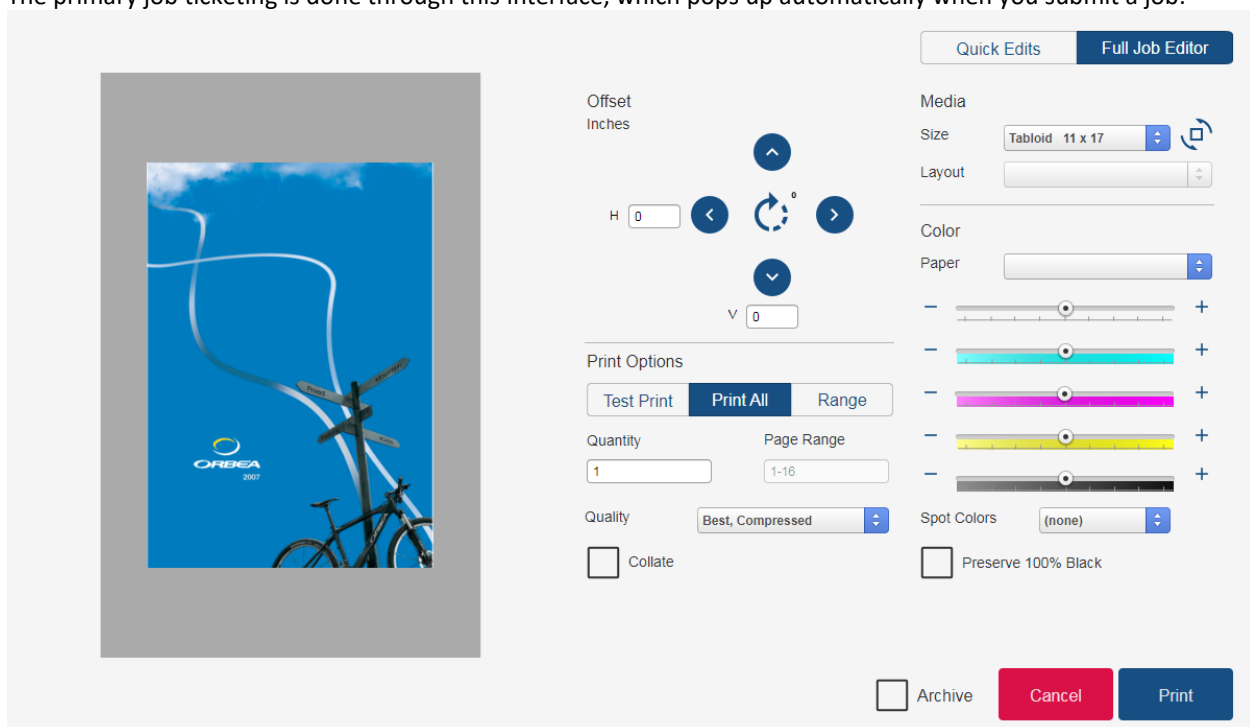 The primary job ticketing is done through this interface, which pops up automatically when you submit a job.
Quick Edits
Full Job Editor
Offset
Inches
H 0
0
V 0
Media
Size Tabloid 11 x 17
Layout
Color
Paper
Print Options
Test Print
Print All
Range
Quantity
Page Range
1
1-16
Quality Best, Compressed
Collate
Spot Colors (none)
Preserve 100% Black
Road
Mountain
ORBEA
2007
Archive
Cancel
Print